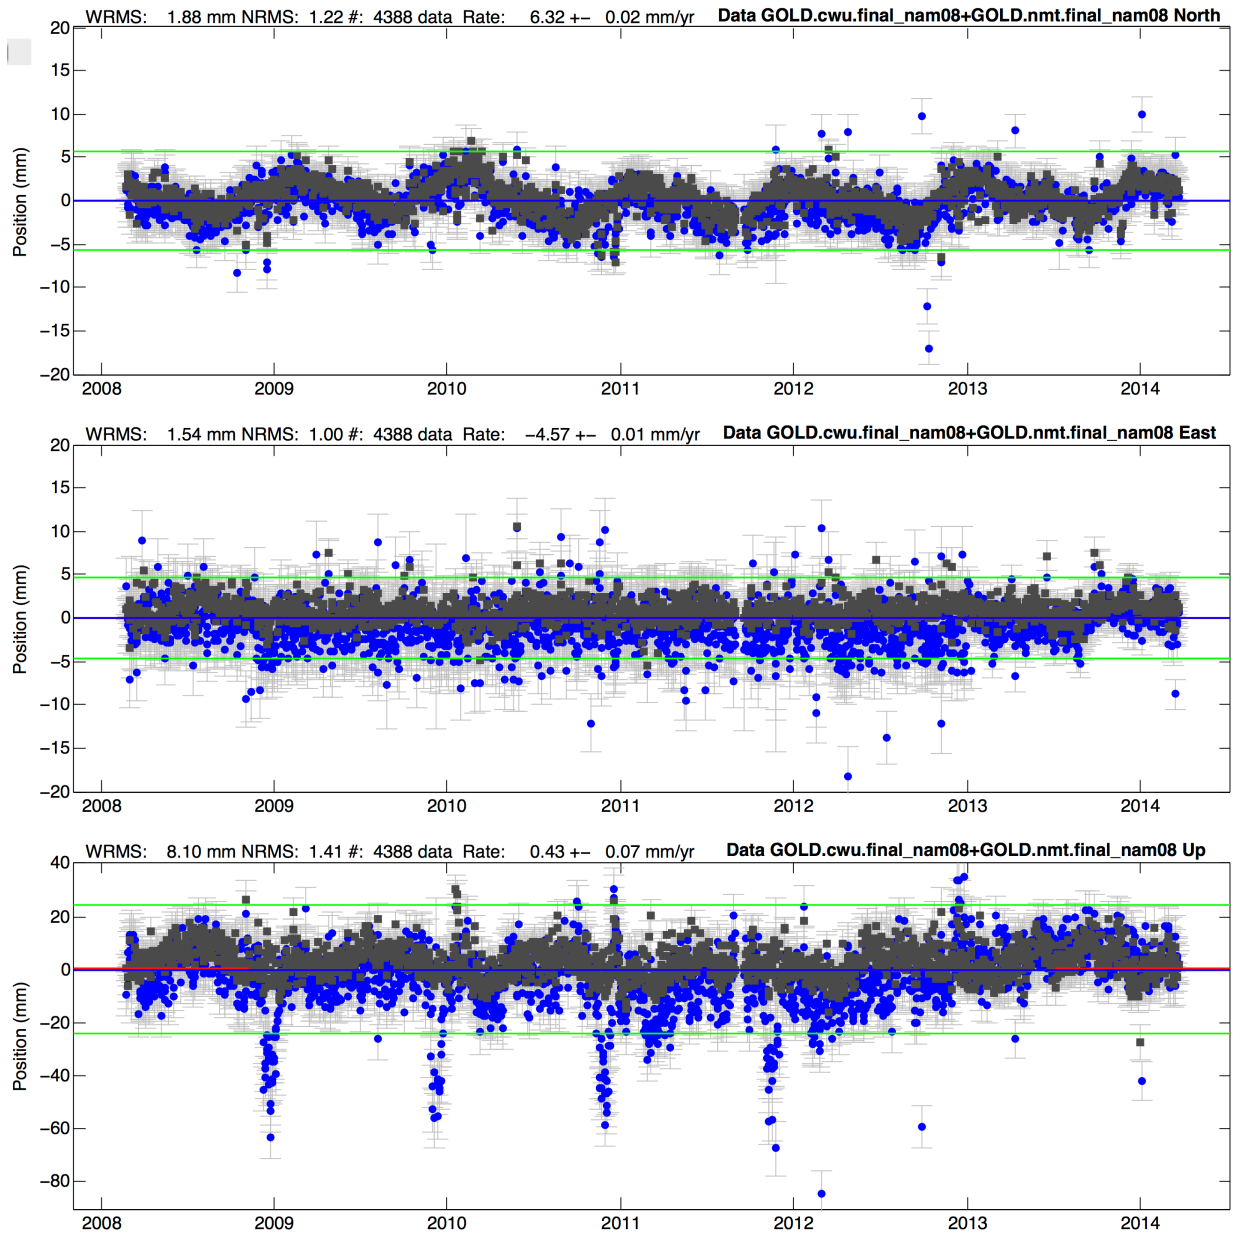 WRMS: 1.88 mm NRMS: 1.22 #: 4388 data Rate: 6.32 +− 0.02 mm/yr Data GOLD.cwu.final_nam08+GOLD.nmt.final_nam08 North
20
15
10
5
0
−5
−10
−15
−20
Position (mm)
2008 2009 2010 2011 2012 2013 2014
WRMS: 1.54 mm NRMS: 1.00 #: 4388 data Rate: −4.57 +− 0.01 mm/yr Data GOLD.cwu.final_nam08+GOLD.nmt.final_nam08 East
20
15
10
5
0
−5
−10
−15
−20
Position (mm)
2008 2009 2010 2011 2012 2013 2014
WRMS: 8.10 mm NRMS: 1.41 #: 4388 data Rate: 0.43 +− 0.07 mm/yr Data GOLD.cwu.final_nam08+GOLD.nmt.final_nam08 Up
40
20
0
−20
−40
−60
−80
Position (mm)
2008 2009 2010 2011 2012 2013 2014